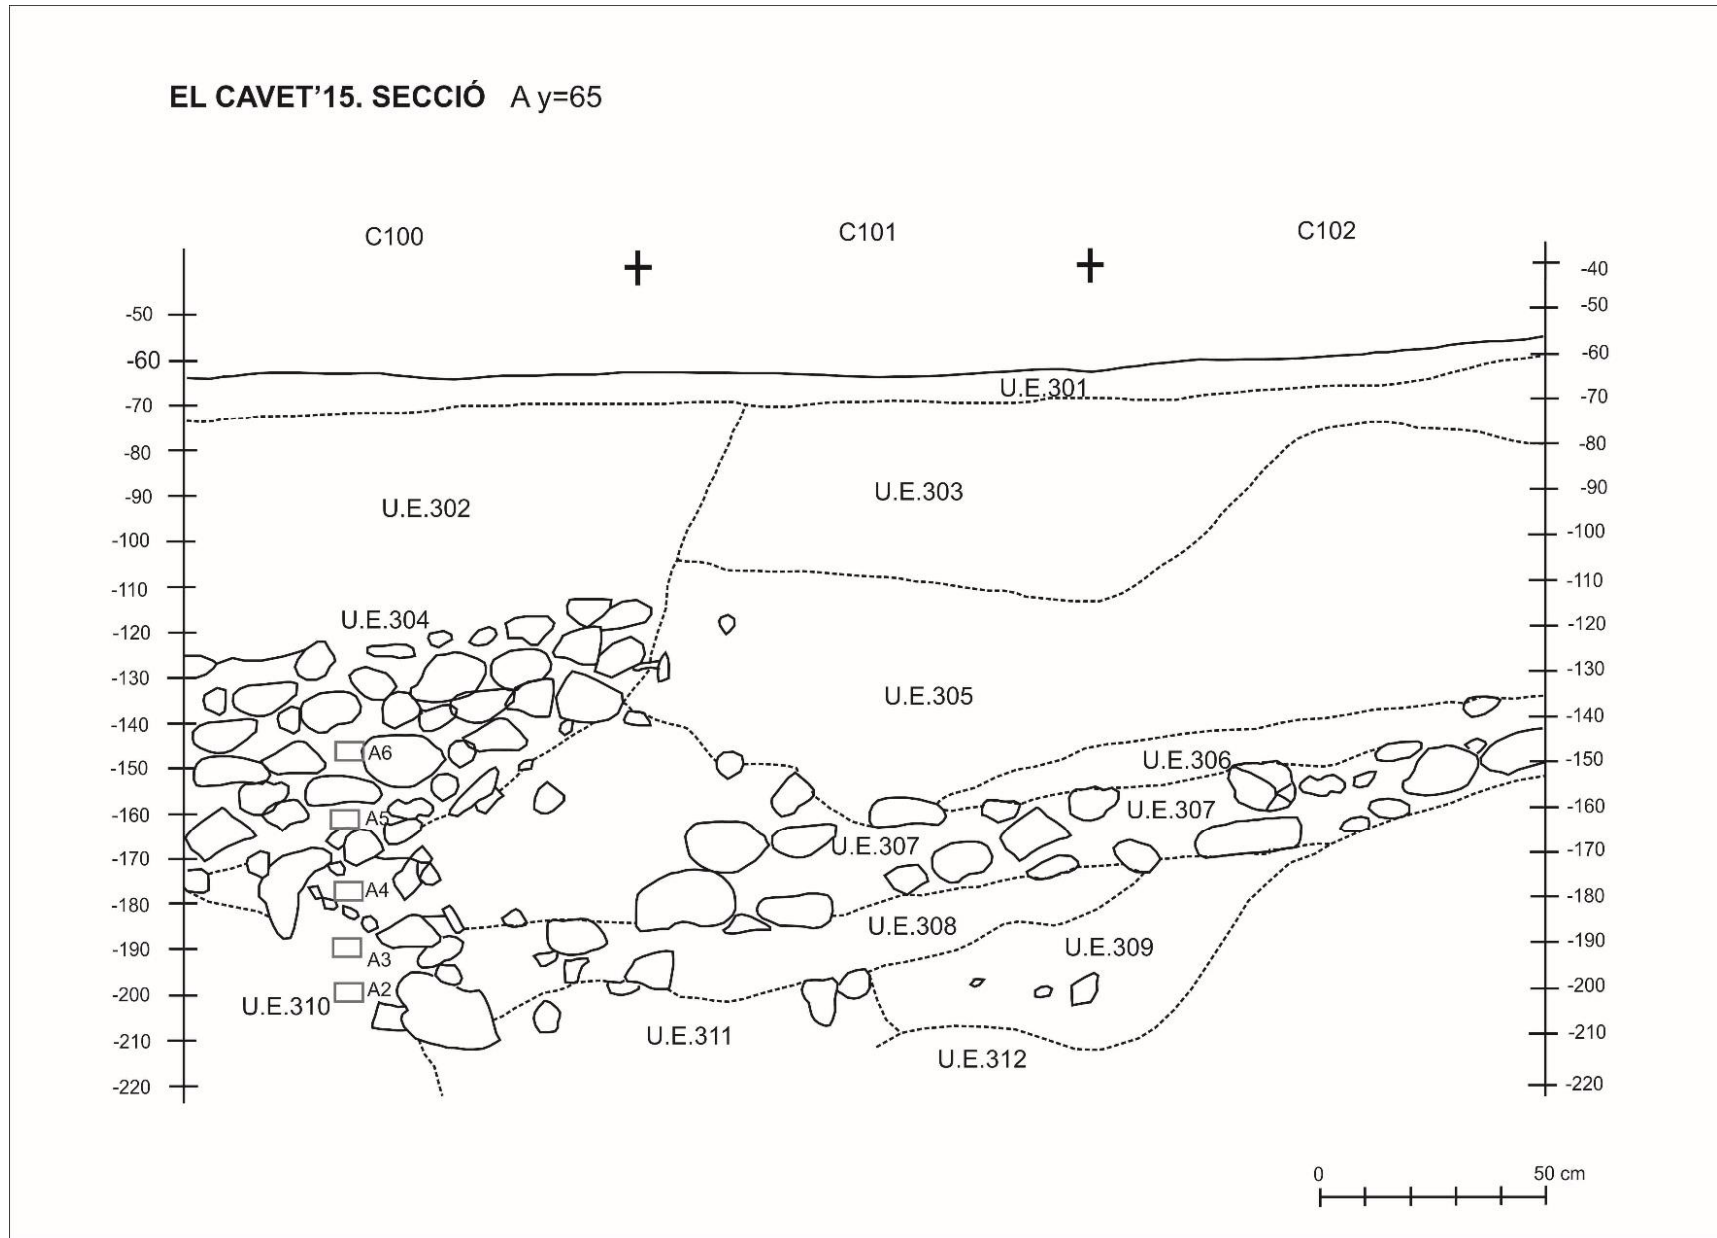 EL CAVET’15. SECCIÓ A y=65
C100
C101
C102
-40
-50
-50
-60
-60
U.E.301
-70
-70
-80
-80
-90
U.E.302
U.E.303
-90
-100
-100
-110
-110
U.E.304
-120
-120
-130
-130
U.E.305
-140
-140
A6
U.E.306
-150
-150
-160
A5
U.E.307
-160
-170
U.E.307
-170
-180
A4
-180
U.E.308
-190
A3
U.E.309
-190
-200
A2
-200
U.E.310
-210
U.E.311
-210
U.E.312
-220
-220
0 50 cm